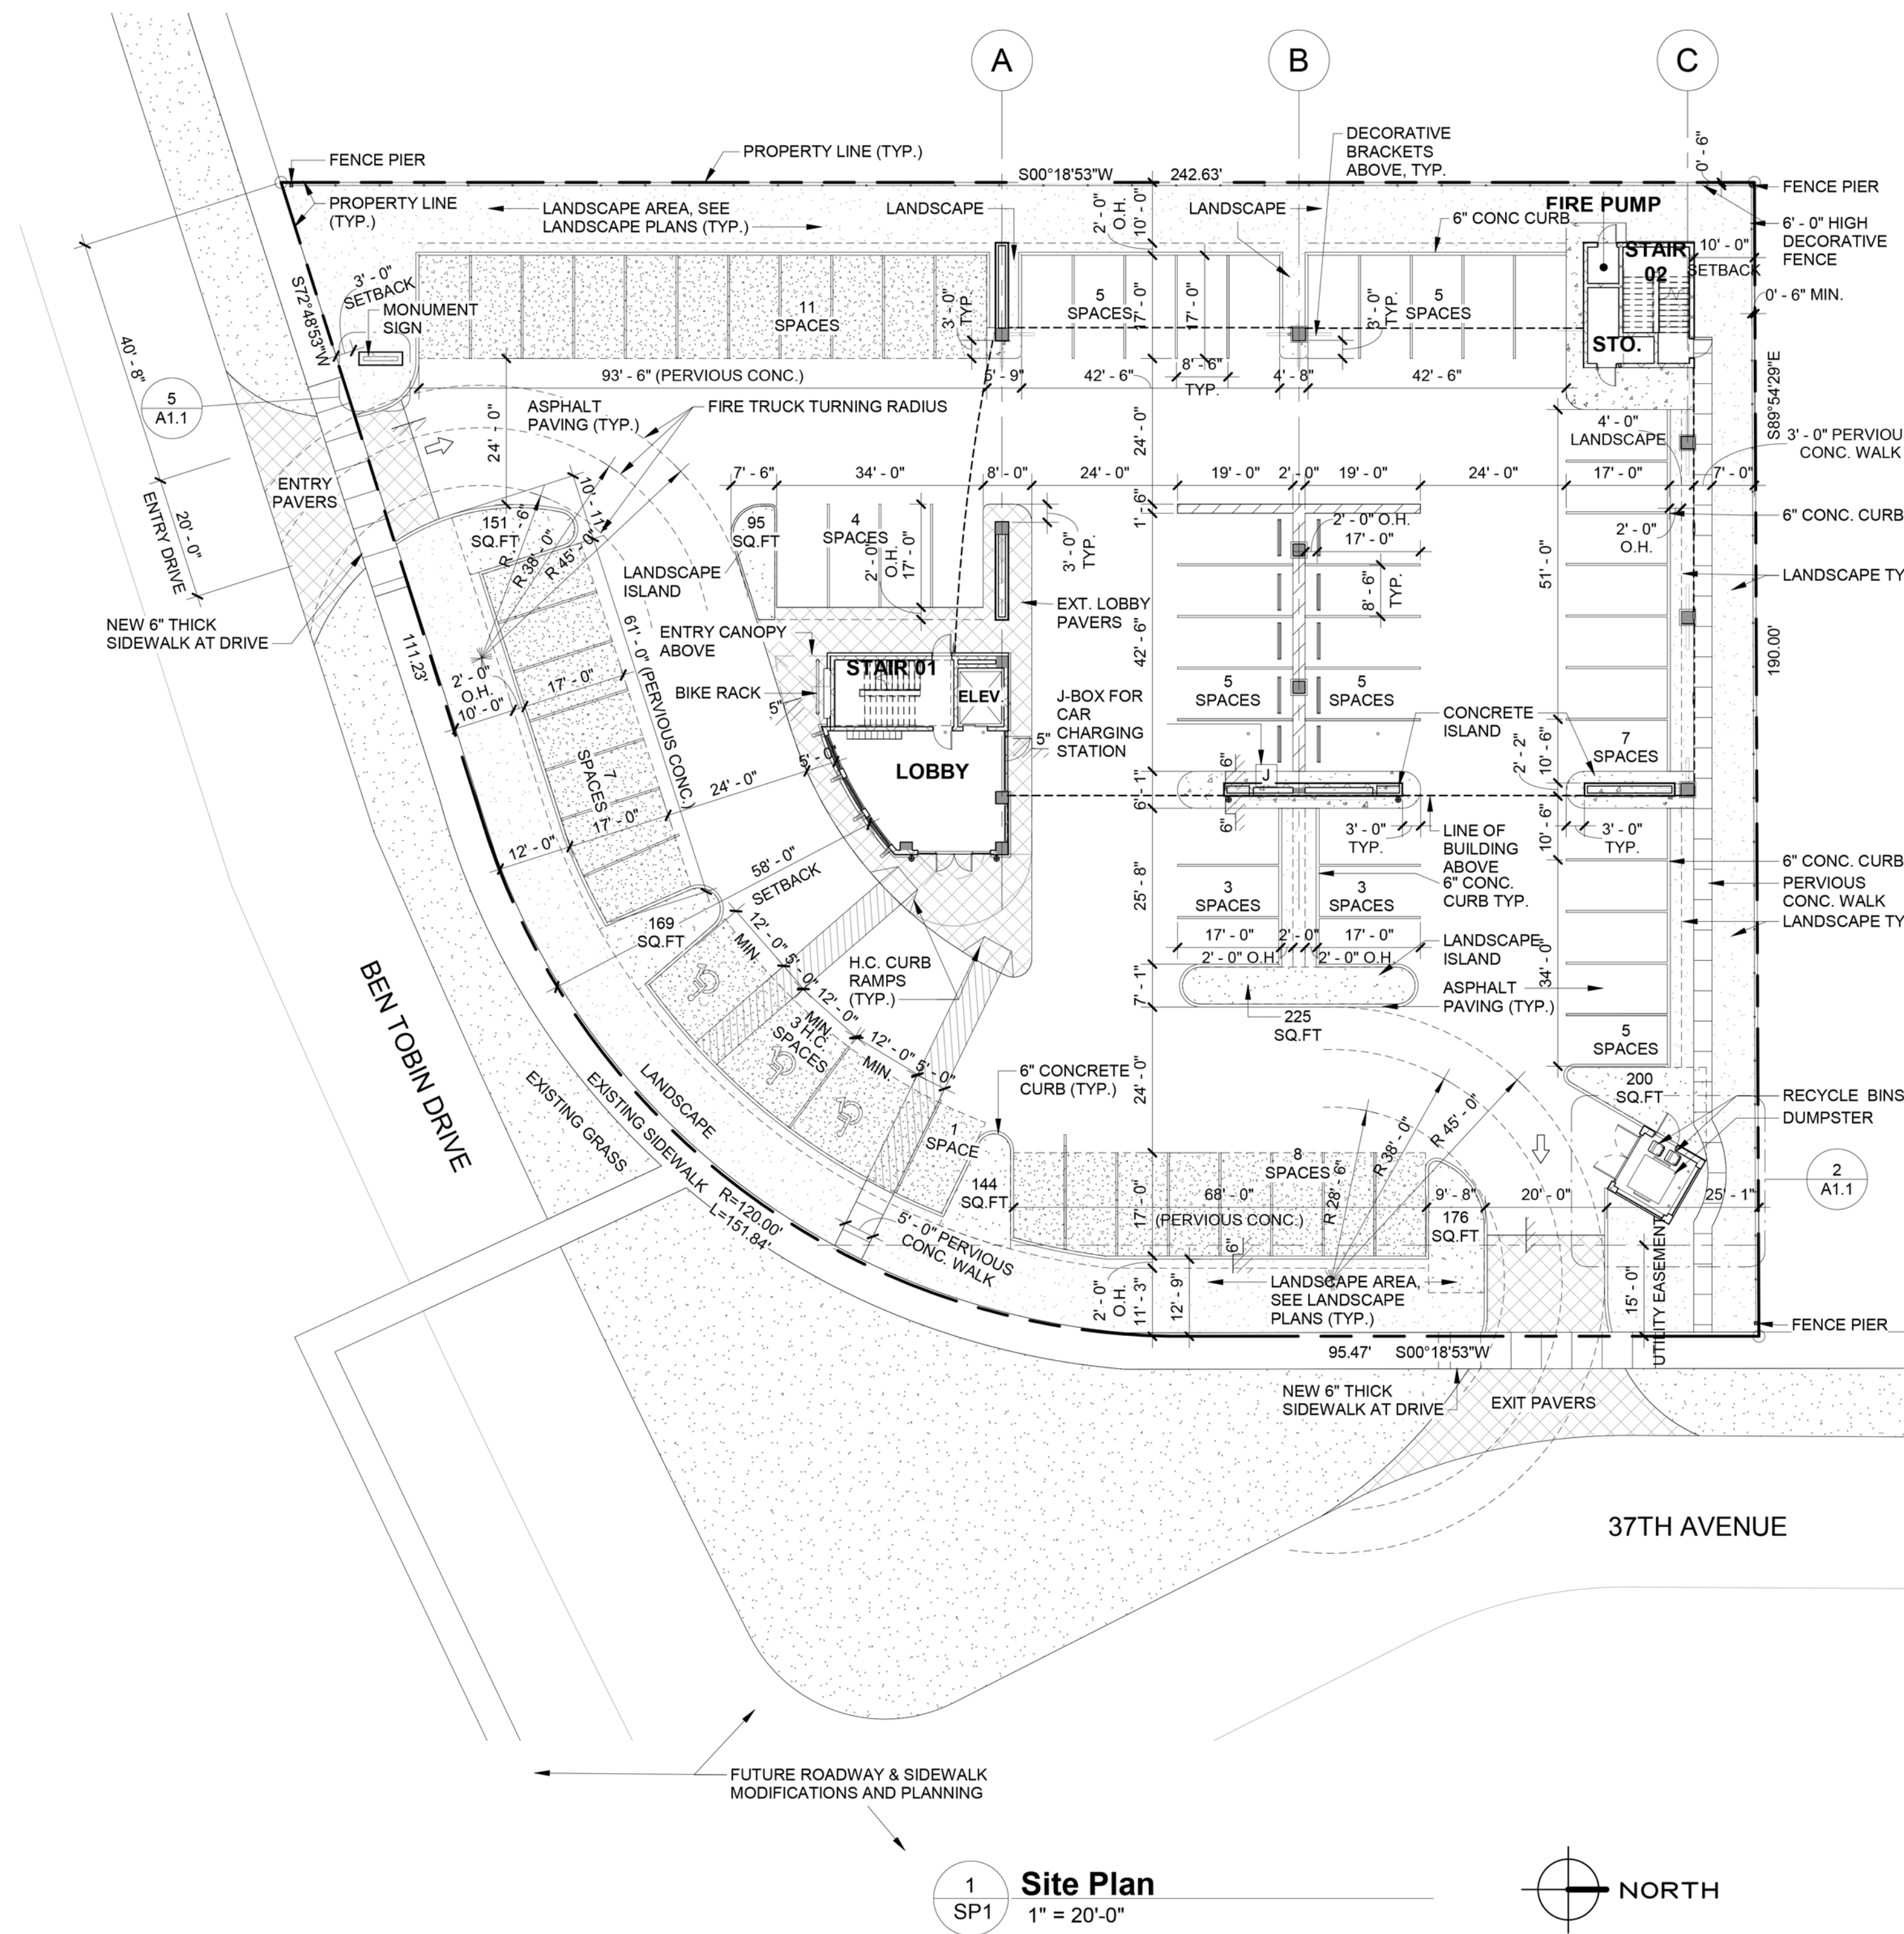 A
B
C
FENCE PIER
PROPERTY LINE (TYP.)
DECORATIVE
BRACKETS
ABOVE, TYP.
0' - 6"
S00°18'53"W
242.63'
FENCE PIER
PROPERTY LINE
(TYP.)
LANDSCAPE AREA, SEE
LANDSCAPE PLANS (TYP.)
LANDSCAPE
2' - 0"
O.H.
10' - 0"
LANDSCAPE
FIRE PUMP
6" CONC CURB
6' - 0" HIGH
DECORATIVE
FENCE
STAIR
02
10' - 0"
SETBACK
0' - 6" MIN.
S72°48'53"W
3' - 0"
SETBACK
MONUMENT
SIGN
11
SPACES
3' - 0"
TYP.
5
SPACES
17' - 0"
17' - 0"
3' - 0"
TYP.
5
SPACES
STO.
40' - 8"
5
A1.1
93' - 6" (PERVIOUS CONC.)
5' - 9"
42' - 6"
8' - 6"
TYP.
4' - 8"
42' - 6"
S89°54'29"E
ASPHALT
PAVING (TYP.)
FIRE TRUCK TURNING RADIUS
24' - 0"
24' - 0"
4' - 0"
LANDSCAPE
3' - 0" PERVIOU
CONC. WALK
ENTRY
PAVERS
7' - 6"
34' - 0"
8' - 0"
24' - 0"
19' - 0"
2' - 0"
19' - 0"
24' - 0"
17' - 0"
7' - 0"
20' - 0"
ENTRY DRIVE
10' - 11"
151
SQ.FT
R 38' - 0"
R 45' - 0"
95
SQ.FT
4
SPACES
2' - 0"
O.H.
17' - 0"
3' - 0"
TYP.
1' - 6"
2' - 0" O.H.
17' - 0"
2' - 0"
O.H.
6" CONC. CURB
LANDSCAPE
ISLAND
8' - 6"
TYP.
51' - 0"
LANDSCAPE TY
NEW 6" THICK
SIDEWALK AT DRIVE
EXT. LOBBY
PAVERS
ENTRY CANOPY
ABOVE
61' - 0" (PERVIOUS CONC.)
42' - 6"
190.00'
111.23'
STAIR 01
ELEV.
BIKE RACK
5"
2' - 0"
O.H.
10' - 0"
17' - 0"
J-BOX FOR
CAR
CHARGING
STATION
5"
5
SPACES
5
SPACES
CONCRETE
ISLAND
7
SPACES
LOBBY
5' - 0"
24' - 0"
7
SPACES
17' - 0"
12' - 0"
6' - 1"
6"
J
6"
2' - 2"
10' - 6"
10' - 6"
3' - 0"
TYP.
3' - 0"
TYP.
LINE OF
BUILDING
ABOVE
6" CONC.
CURB TYP.
58' - 0"
SETBACK
25' - 8"
3
SPACES
3
SPACES
6" CONC. CURB
PERVIOUS
CONC. WALK
LANDSCAPE TY
169
SQ.FT
12' - 0"
MIN.
5' - 0"
17' - 0"
2' - 0"
17' - 0"
2' - 0" O.H.
2' - 0" O.H.
LANDSCAPE
ISLAND
H.C. CURB
RAMPS
(TYP.)
34' - 0"
7' - 1"
ASPHALT
PAVING (TYP.)
12' - 0"
MIN.
3 H.C.
SPACES
225
SQ.FT
12' - 0"
MIN.
5' - 0"
5
SPACES
BEN TOBIN DRIVE
EXISTING GRASS
EXISTING SIDEWALK
LANDSCAPE
6" CONCRETE
CURB (TYP.)
24' - 0"
200
SQ.FT
RECYCLE BINS
DUMPSTER
1
SPACE
8
SPACES
R 28' - 6"
R 38' - 0"
R 45' - 0"
144
SQ.FT
68' - 0"
(PERVIOUS CONC.)
17' - 0"
9' - 8"
176
SQ.FT
20' - 0"
25' - 1"
2
A1.1
R=120.00'
L=151.84'
5' - 0" PERVIOUS
CONC. WALK
6"
2' - 0"
O.H.
11' - 3"
12' - 9"
LANDSCAPE AREA,
SEE LANDSCAPE
PLANS (TYP.)
15' - 0"
UTILITY EASEMENT
FENCE PIER
95.47'
S00°18'53"W
NEW 6" THICK
SIDEWALK AT DRIVE
EXIT PAVERS
37TH AVENUE
FUTURE ROADWAY & SIDEWALK
MODIFICATIONS AND PLANNING
1
SP1
Site Plan
1" = 20'-0"
NORTH